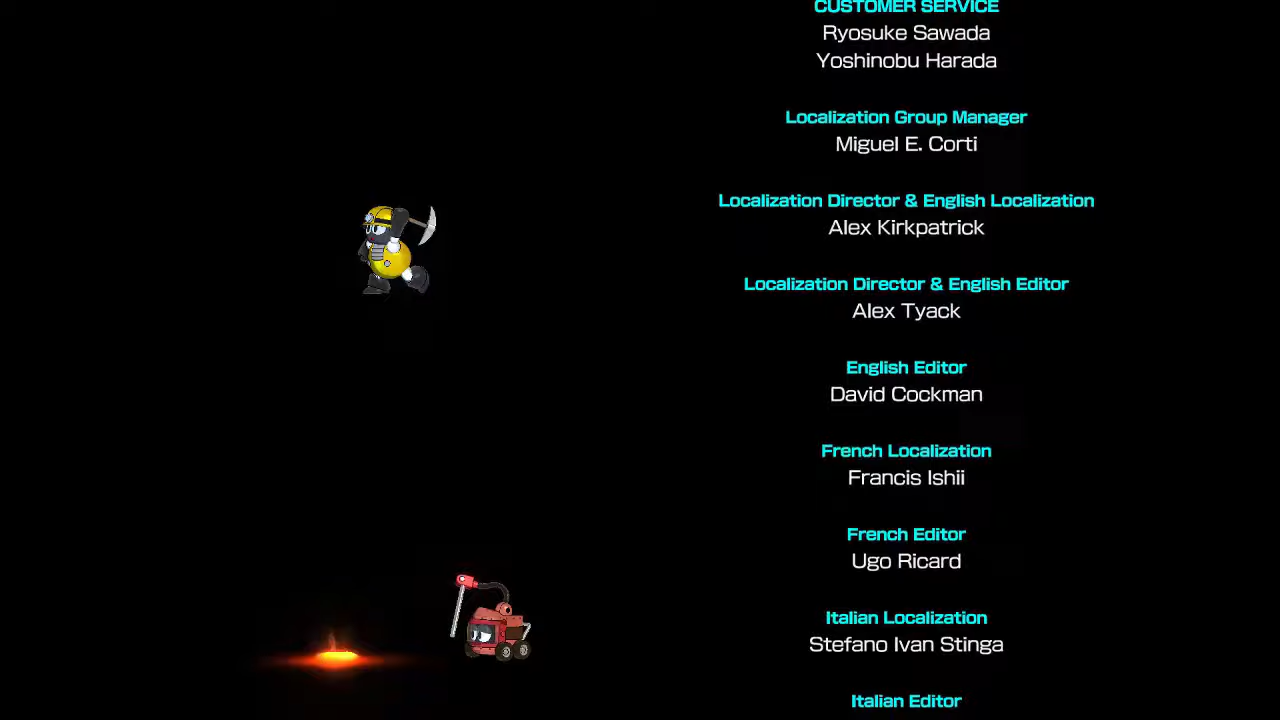 CUSTOMER SERVICE
Ryosuke Sawada
Yoshinobu Harada
Localization Group Manager
Miguel E. Corti
Localization Director & English Localization
Alex Kirkpatrick
Localization Director & English Editor
Alex Tyack
English Editor
David Cockman
French Localization
Francis Ishii
French Editor
Ugo Ricard
Italian Localization
Stefano Ivan Stinga
Italian Editor